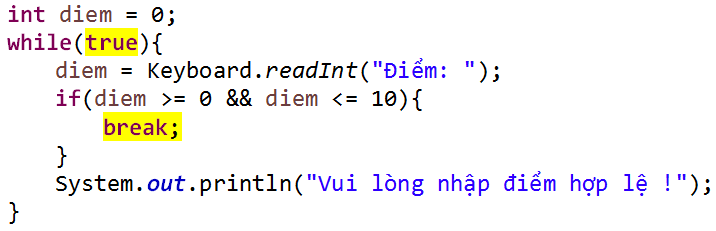 int diem = 0;
while(true){
    diem = Keyboard.readInt("Điểm: ");
    if(diem >= 0 && diem <= 10){
        break;
    }
    System.out.println("Vui lòng nhập điểm hợp lệ !");
}